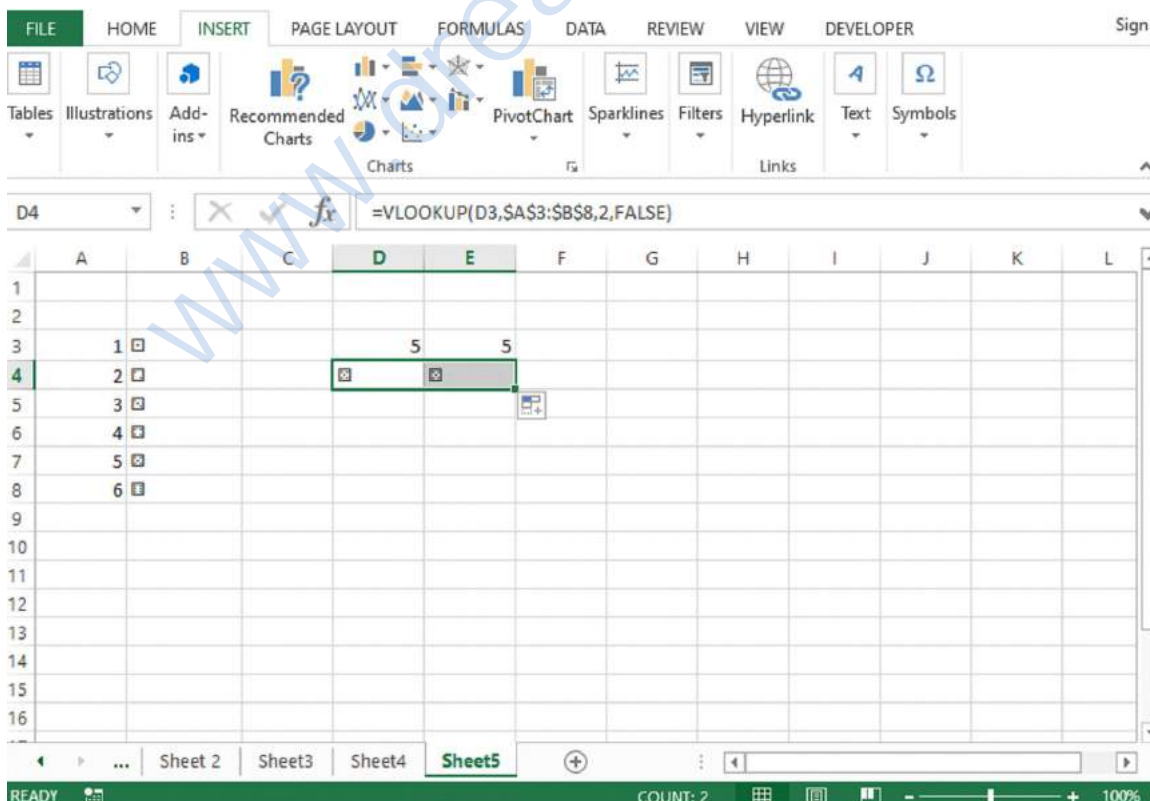 FILE HOME INSERT PAGE LAYOUT FORMULAS DATA REVIEW VIEW DEVELOPER Sign
Tables Illustrations Add-ins Recommended Charts PivotChart Sparklines Filters Hyperlink Text Symbols
Charts Links
D4 fx =VLOOKUP(D3,$A$3:$B$8,2,FALSE)
A B C D E F G H I J K L
1
2
3 1 ⚀ 5 5
4 2 ⚁ ⚄ ⚄
5 3 ⚂
6 4 ⚃
7 5 ⚄
8 6 ⚅
9
10
11
12
13
14
15
16
... Sheet 2 Sheet3 Sheet4 Sheet5
READY COUNT: 2 100%